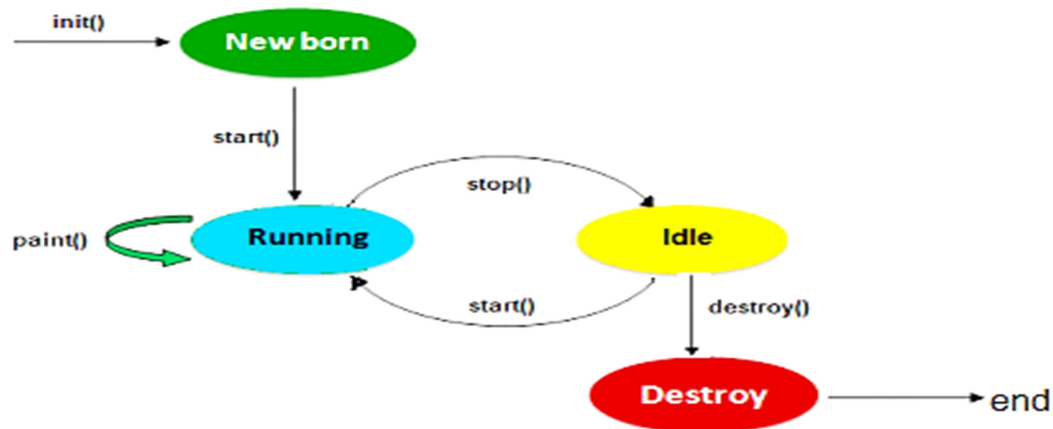 init()
New born
start()
stop()
paint()
Running
Idle
start()
destroy()
Destroy
end